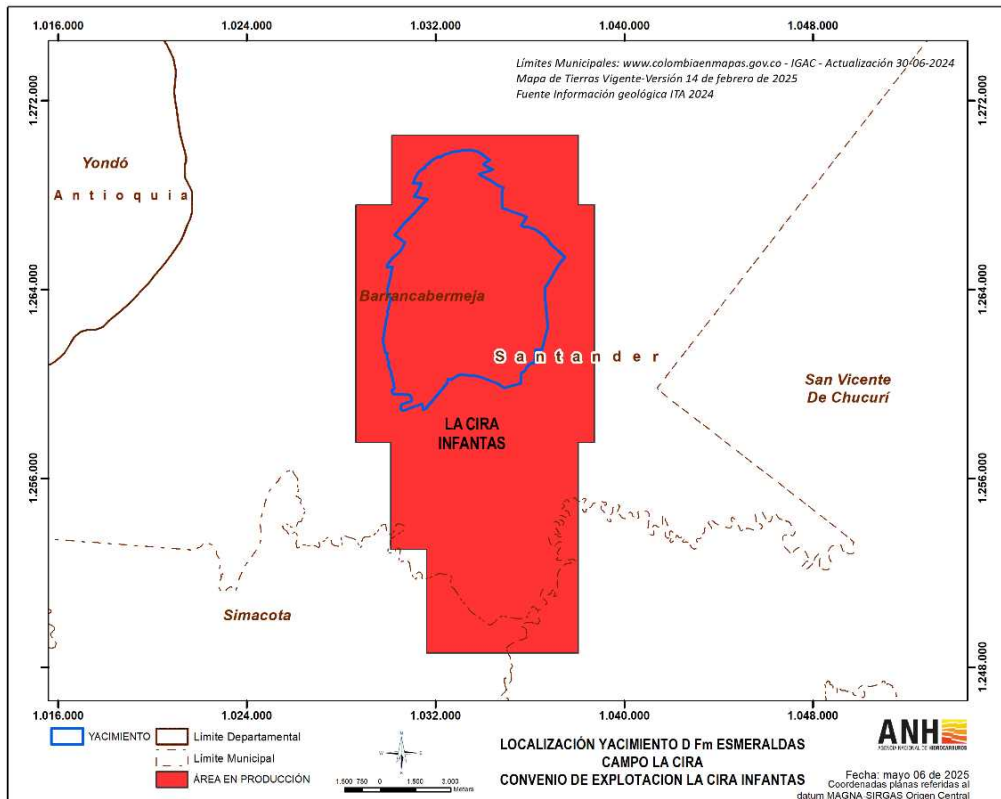 1.016.000 1.024.000 1.032.000 1.040.000 1.048.000
Límites Municipales: www.colombiaenmapas.gov.co - IGAC - Actualización 30-06-2024
Mapa de Tierras Vigente-Versión 14 de febrero de 2025
Fuente Información geológica ITA 2024
1.272.000 1.272.000
Yondó
Antioquia
1.264.000 1.264.000
Barrancabermeja
Santander
San Vicente
De Chucurí
LA CIRA
INFANTAS
1.256.000 1.256.000
Simacota
1.248.000 1.248.000
1.016.000 1.024.000 1.032.000 1.040.000 1.048.000
YACIMIENTO
Límite Departamental
Límite Municipal
ÁREA EN PRODUCCIÓN
N
W E
S
1.500 750 0 1.500 3.000
Meters
LOCALIZACIÓN YACIMIENTO D Fm ESMERALDAS
CAMPO LA CIRA
CONVENIO DE EXPLOTACION LA CIRA INFANTAS
ANH
AGENCIA NACIONAL DE HIDROCARBUROS
Fecha: mayo 06 de 2025
Coordenadas planas referidas al
datum MAGNA SIRGAS Origen Central